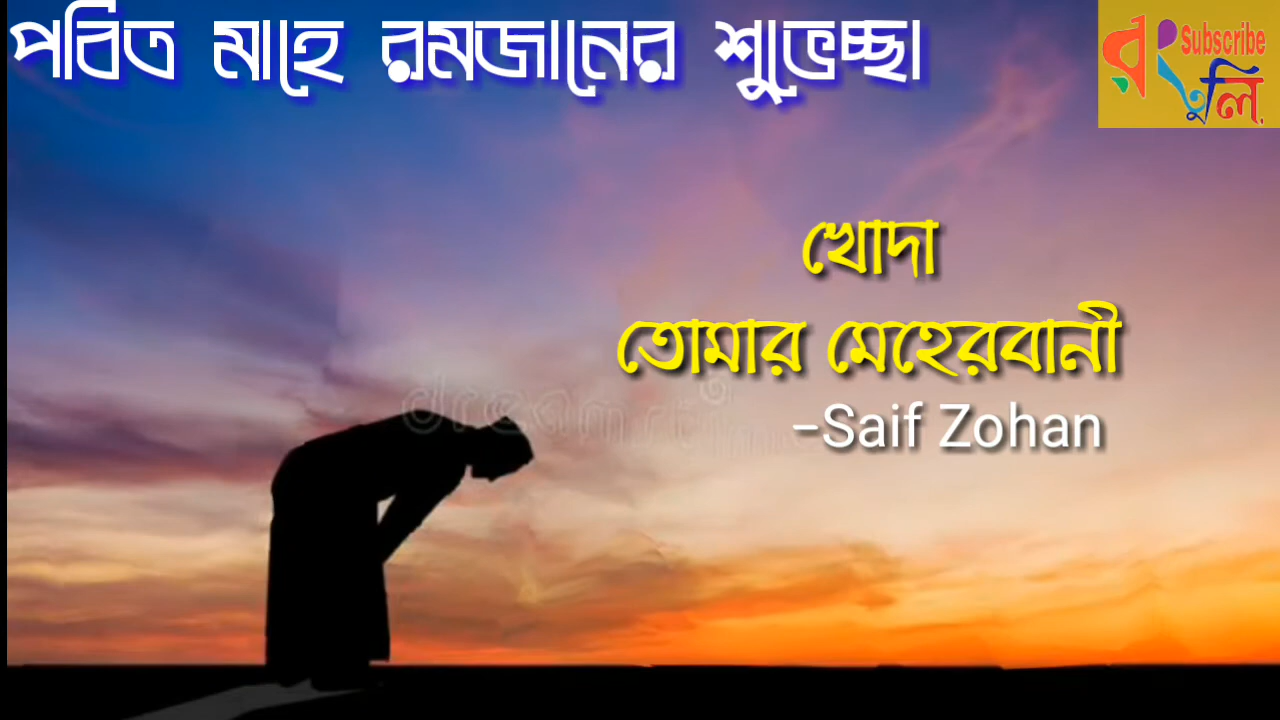 পবিত্র মাহে রমজানের শুভেচ্ছা
Subscribe
রংতুলি.
খোদা
তোমার মেহেরবানী
-Saif Zohan